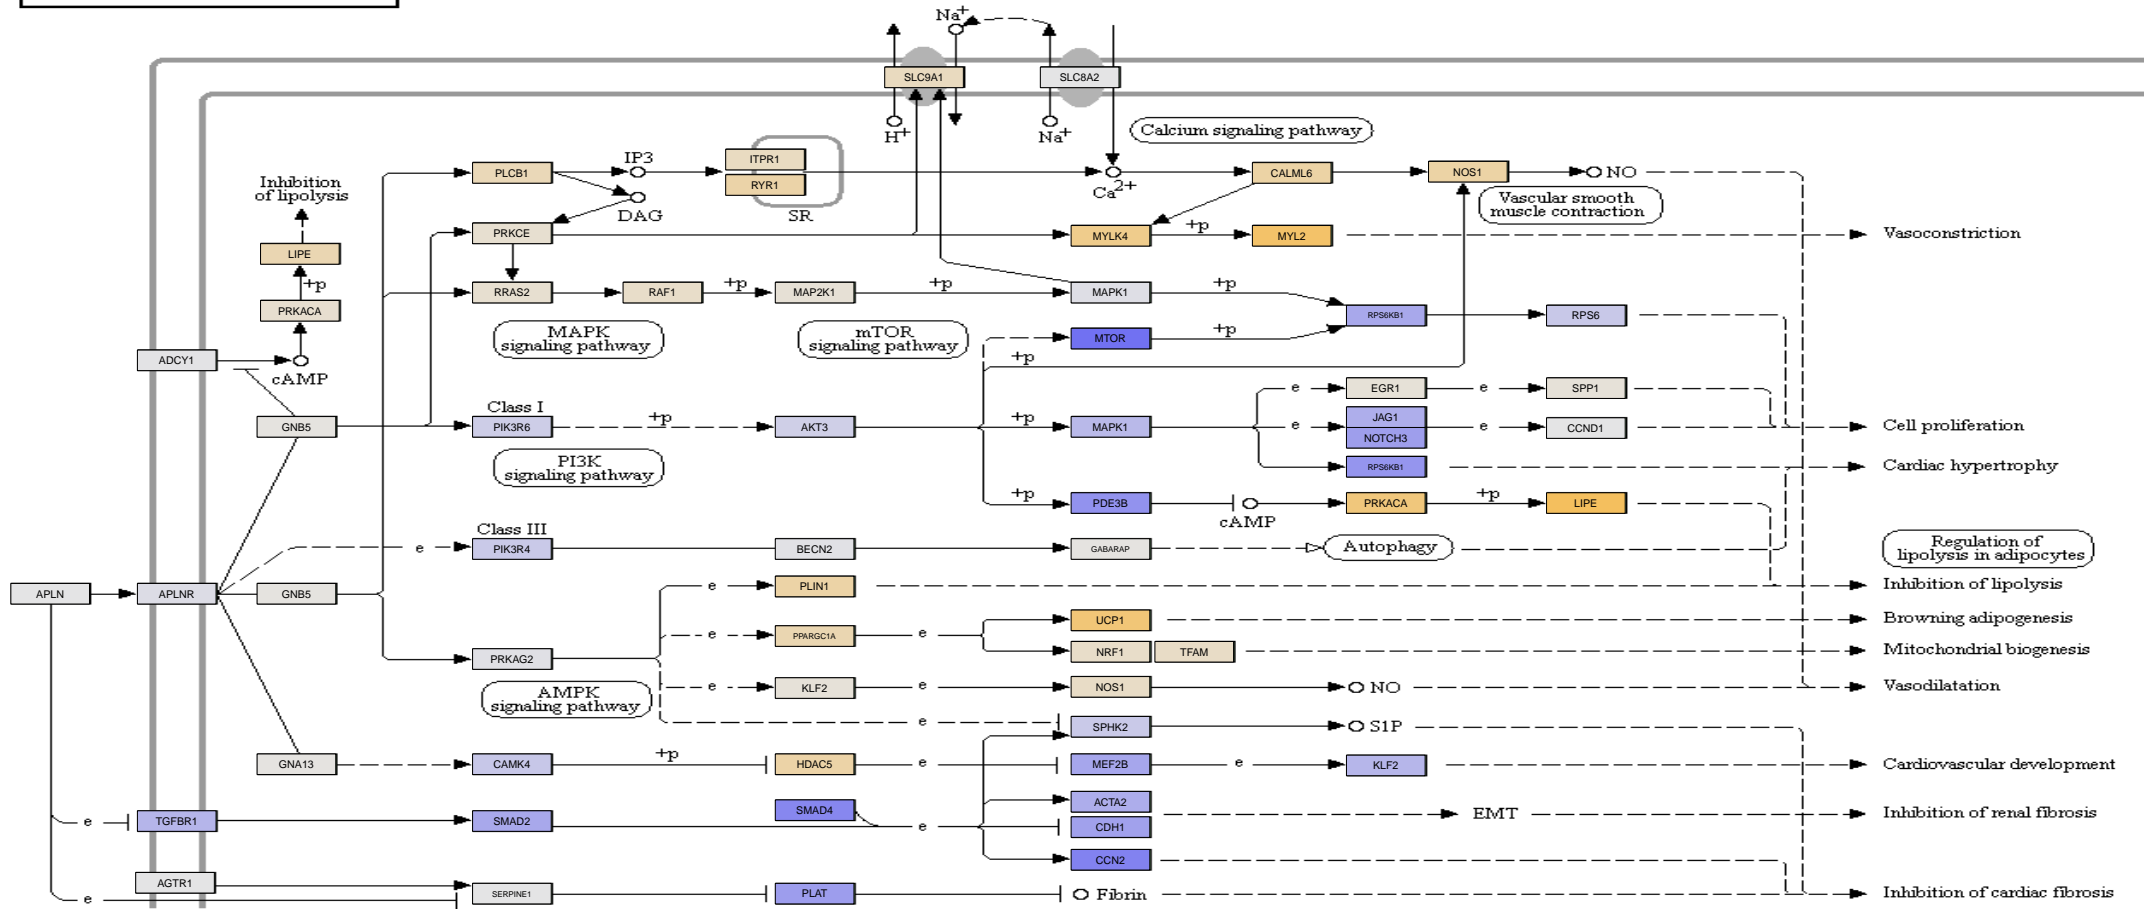 Na+
SLC9A1
SLC8A2
H+
Na+
Calcium signaling pathway
IP3
ITPR1
PLCB1
RYR1
Ca2+
CALML6
NOS1
NO
Inhibition
of lipolysis
DAG
SR
Vascular smooth
muscle contraction
LIPE
PRKCE
MYLK4
+p
MYL2
Vasoconstriction
+p
RRAS2
RAF1
+p
MAP2K1
+p
MAPK1
+p
PRKACA
RPS6KB1
RPS6
MAPK
signaling pathway
mTOR
signaling pathway
MTOR
+p
ADCY1
cAMP
+p
EGR1
e
e
SPP1
Class I
GNB5
PIK3R6
+p
AKT3
+p
MAPK1
e
JAG1
NOTCH3
e
CCND1
Cell proliferation
PI3K
signaling pathway
RPS6KB1
Cardiac hypertrophy
+p
PDE3B
cAMP
PRKACA
+p
LIPE
Class III
e
PIK3R4
BECN2
GABARAP
Autophagy
Regulation of
lipolysis in adipocytes
APLN
APLNR
GNB5
e
PLIN1
Inhibition of lipolysis
UCP1
Browning adipogenesis
e
PPARGC1A
e
NRF1
TFAM
Mitochondrial biogenesis
PRKAG2
AMPK
signaling pathway
e
KLF2
e
NOS1
NO
Vasodilatation
e
SPHK2
S1P
GNA13
CAMK4
+p
HDAC5
e
MEF2B
e
KLF2
Cardiovascular development
ACTA2
e
TGFBR1
SMAD2
SMAD4
e
CDH1
EMT
Inhibition of renal fibrosis
CCN2
AGTR1
e
SERPINE1
PLAT
Fibrin
Inhibition of cardiac fibrosis